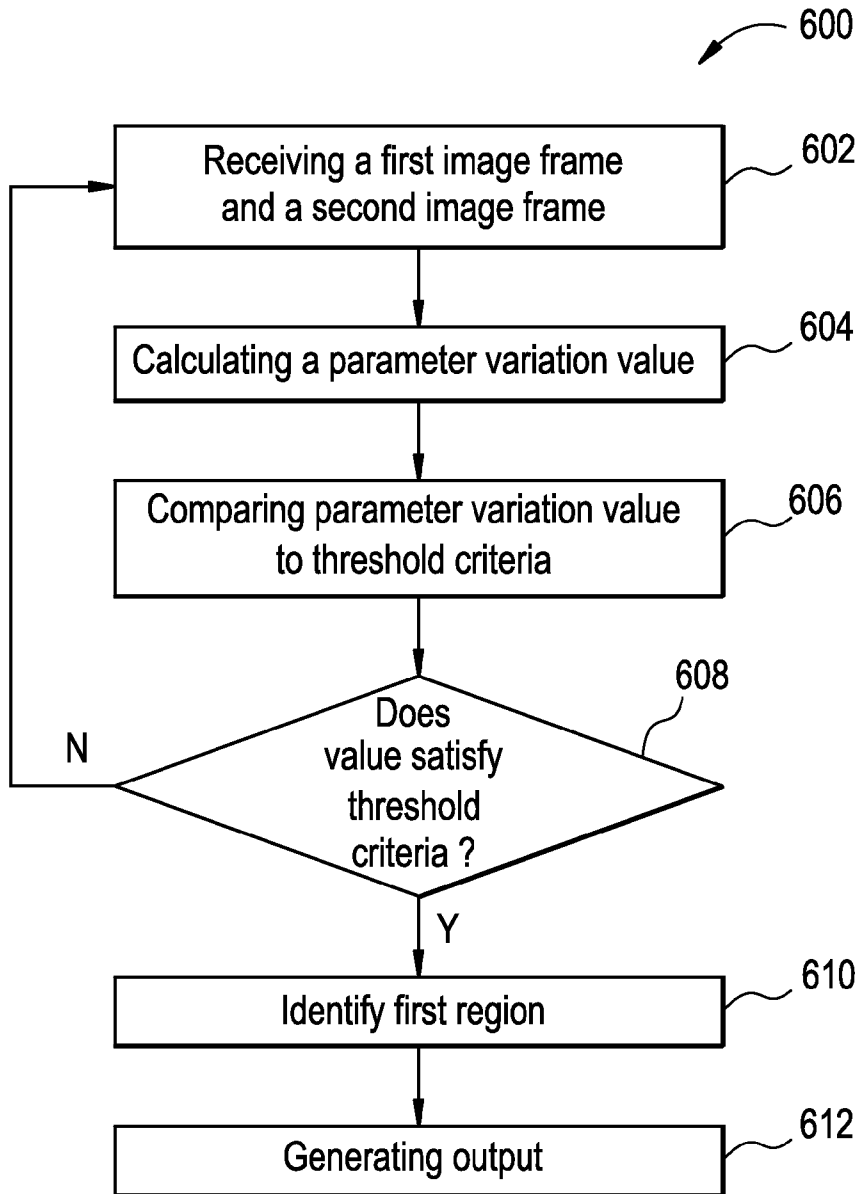 600
Receiving a first image frame
and a second image frame
602
Calculating a parameter variation value
604
Comparing parameter variation value
to threshold criteria
606
Does
value satisfy
threshold
criteria ?
608
N
Y
Identify first region
610
Generating output
612